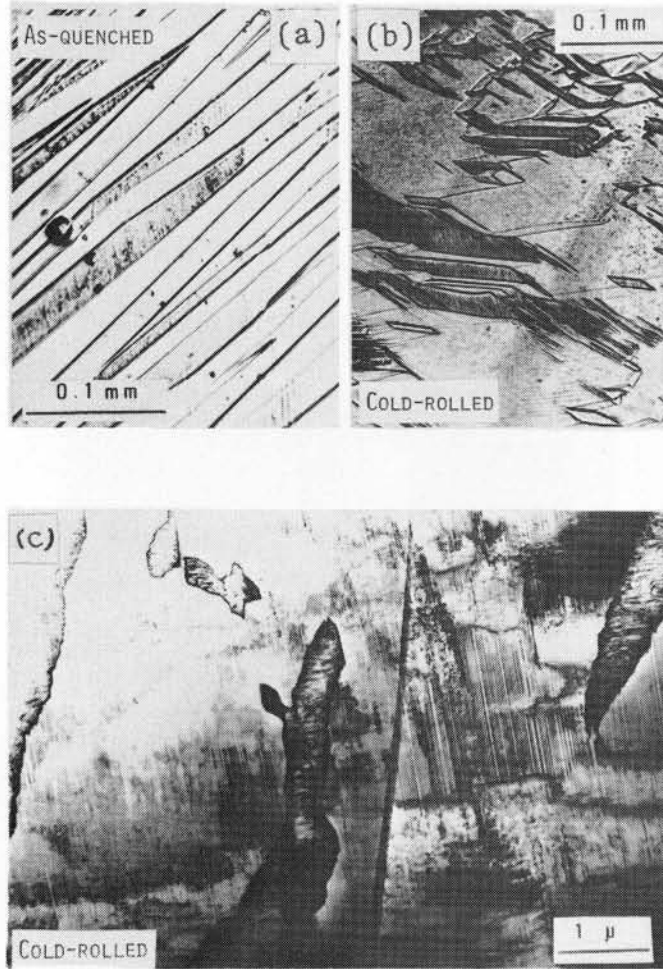 AS-QUENCHED
(a)
0.1 mm
(b)
0.1 mm
COLD-ROLLED
(c)
COLD-ROLLED
1 μ